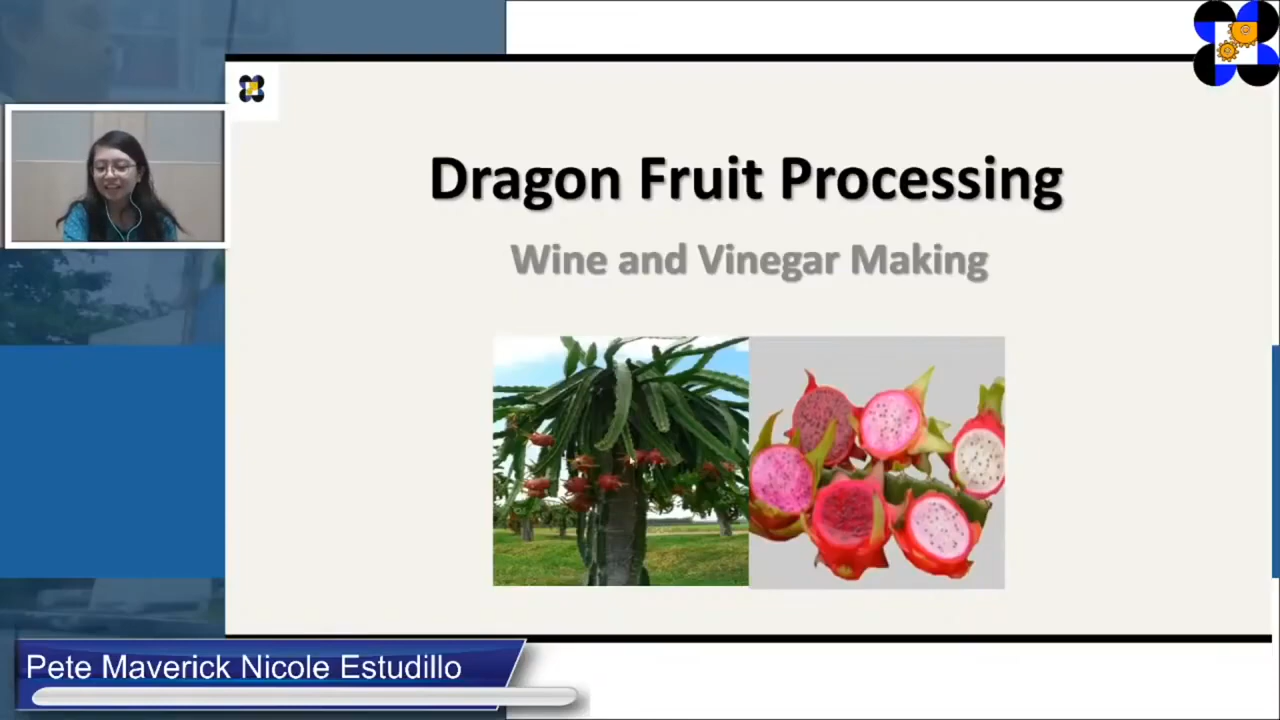 Dragon Fruit Processing
Wine and Vinegar Making
Pete Maverick Nicole Estudillo